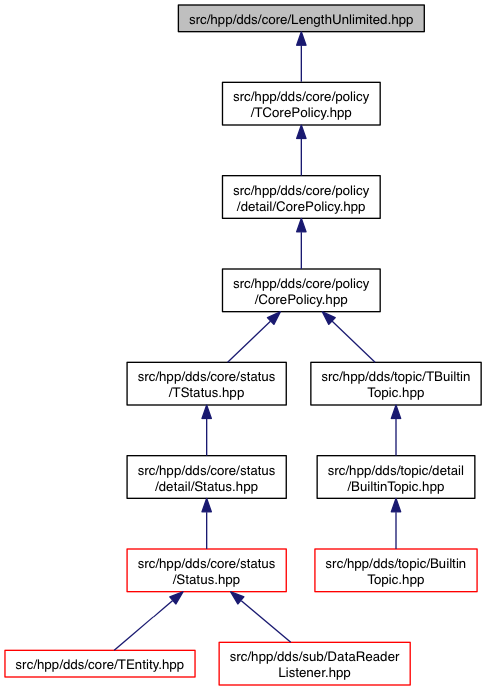 src/hpp/dds/core/LengthUnlimited.hpp
src/hpp/dds/core/policy
/TCorePolicy.hpp
src/hpp/dds/core/policy
/detail/CorePolicy.hpp
src/hpp/dds/core/policy
/CorePolicy.hpp
src/hpp/dds/core/status
/TStatus.hpp
src/hpp/dds/topic/TBuiltin
Topic.hpp
src/hpp/dds/core/status
/detail/Status.hpp
src/hpp/dds/topic/detail
/BuiltinTopic.hpp
src/hpp/dds/core/status
/Status.hpp
src/hpp/dds/topic/Builtin
Topic.hpp
src/hpp/dds/core/TEntity.hpp
src/hpp/dds/sub/DataReader
Listener.hpp